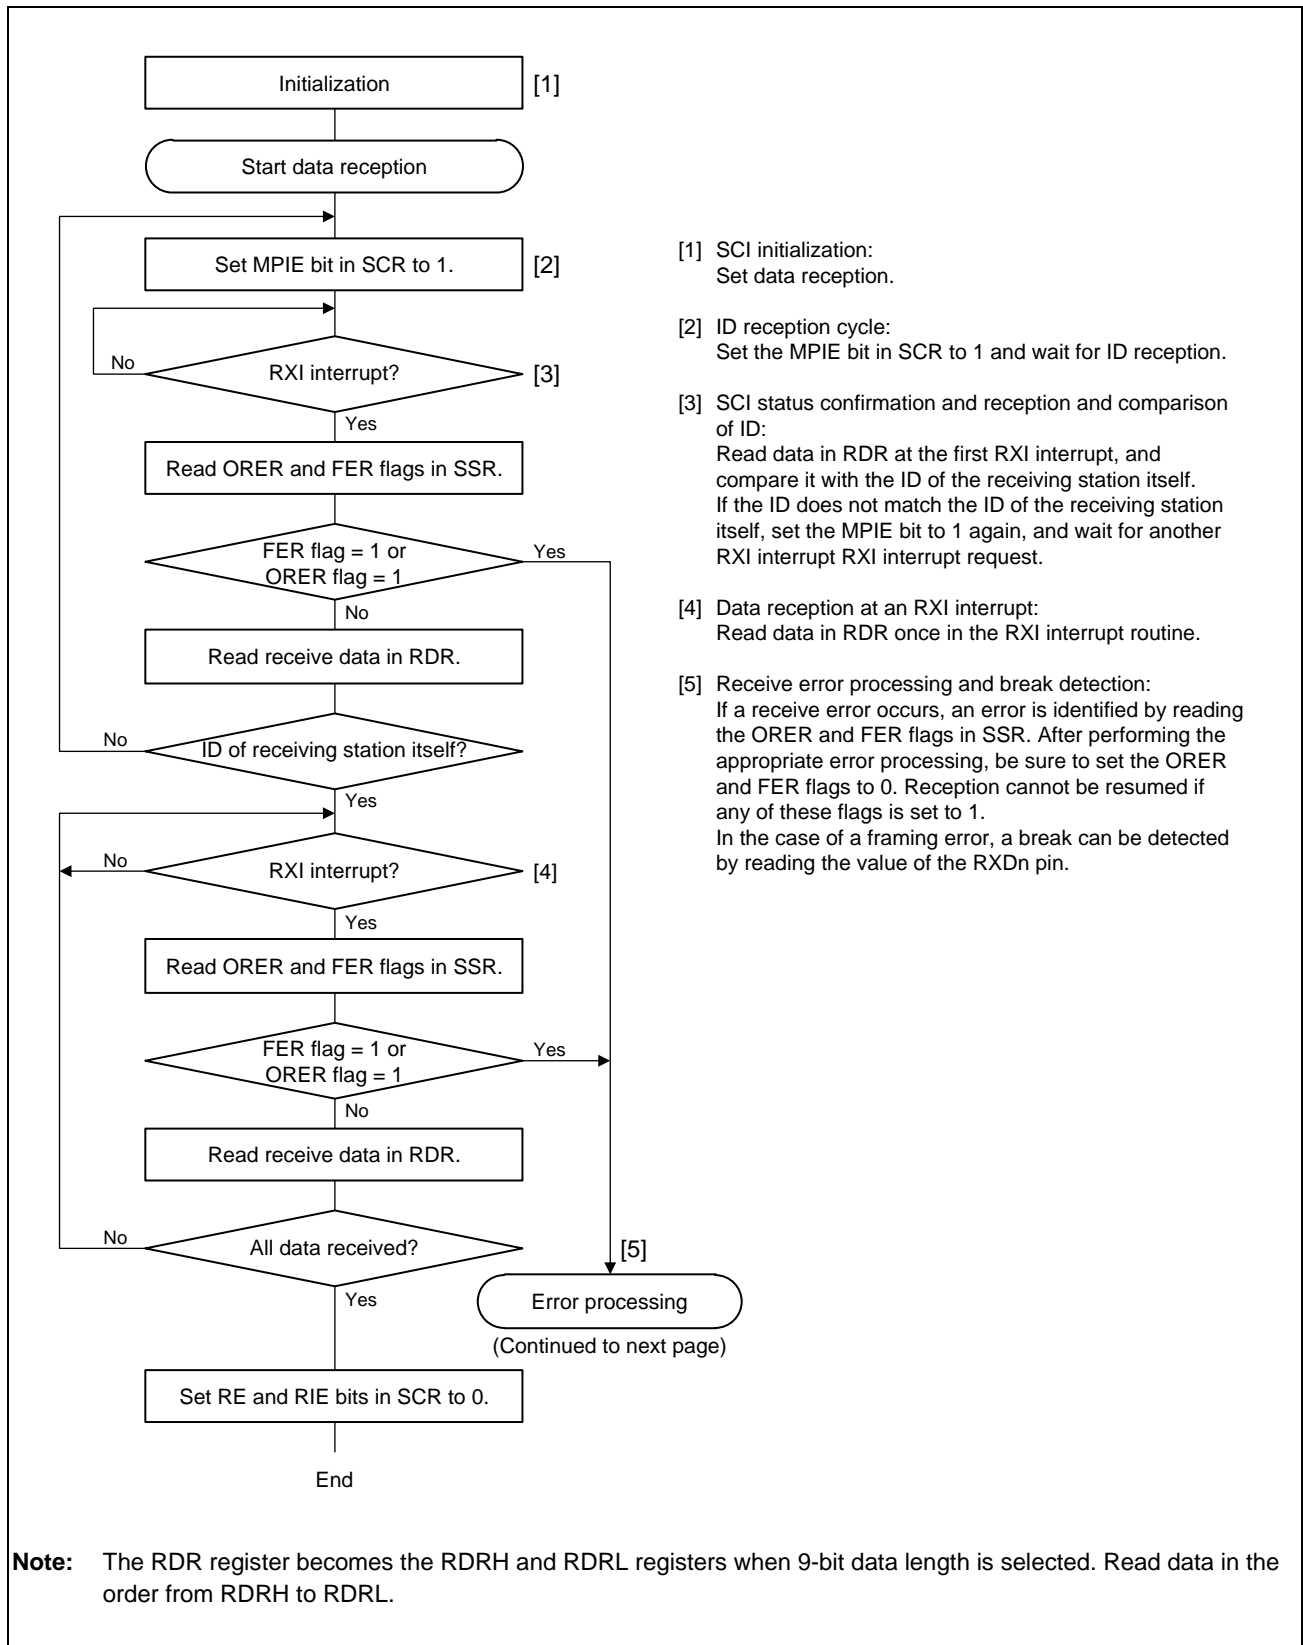 Initialization [1]
Start data reception
Set MPIE bit in SCR to 1. [2]
No
RXI interrupt? [3]
Yes
Read ORER and FER flags in SSR.
FER flag = 1 or
ORER flag = 1
Yes
No
Read receive data in RDR.
No
ID of receiving station itself?
Yes
No
RXI interrupt? [4]
Yes
Read ORER and FER flags in SSR.
FER flag = 1 or
ORER flag = 1
Yes
No
Read receive data in RDR.
No
All data received?
Yes
[5]
Error processing
(Continued to next page)
Set RE and RIE bits in SCR to 0.
End
[1] SCI initialization:
Set data reception.
[2] ID reception cycle:
Set the MPIE bit in SCR to 1 and wait for ID reception.
[3] SCI status confirmation and reception and comparison
of ID:
Read data in RDR at the first RXI interrupt, and
compare it with the ID of the receiving station itself.
If the ID does not match the ID of the receiving station
itself, set the MPIE bit to 1 again, and wait for another
RXI interrupt RXI interrupt request.
[4] Data reception at an RXI interrupt:
Read data in RDR once in the RXI interrupt routine.
[5] Receive error processing and break detection:
If a receive error occurs, an error is identified by reading
the ORER and FER flags in SSR. After performing the
appropriate error processing, be sure to set the ORER
and FER flags to 0. Reception cannot be resumed if
any of these flags is set to 1.
In the case of a framing error, a break can be detected
by reading the value of the RXDn pin.
Note: The RDR register becomes the RDRH and RDRL registers when 9-bit data length is selected. Read data in the
order from RDRH to RDRL.